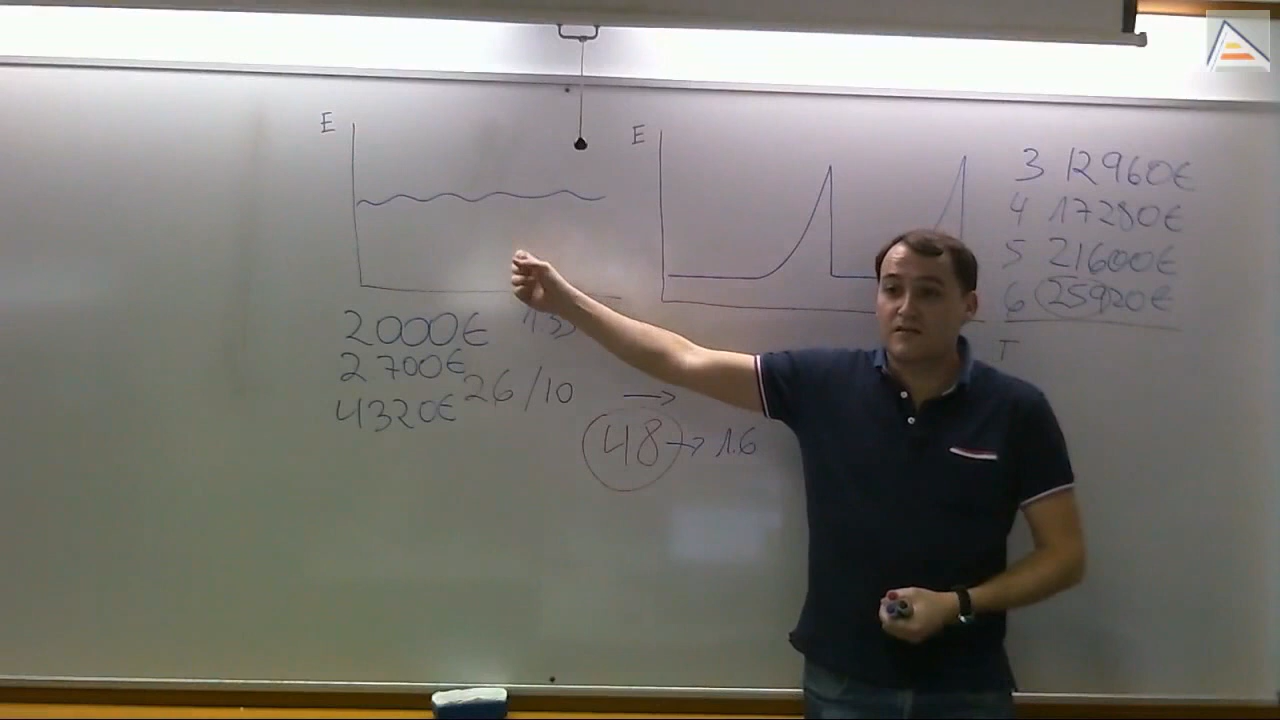 E
E
3 12960€
4 17280€
5 21600€
6 25920€
T
2000€
2700€
4320€
26/10 →
48 → 1.6